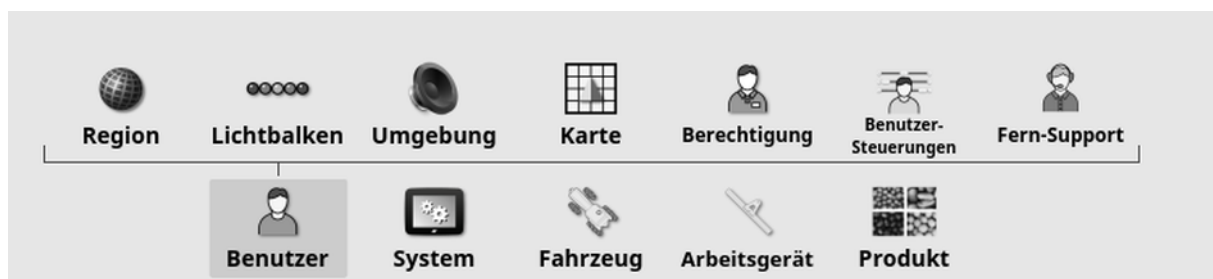 Region
Lichtbalken
Umgebung
Karte
Berechtigung
Benutzer-
Steuerungen
Fern-Support
Benutzer
System
Fahrzeug
Arbeitsgerät
Produkt